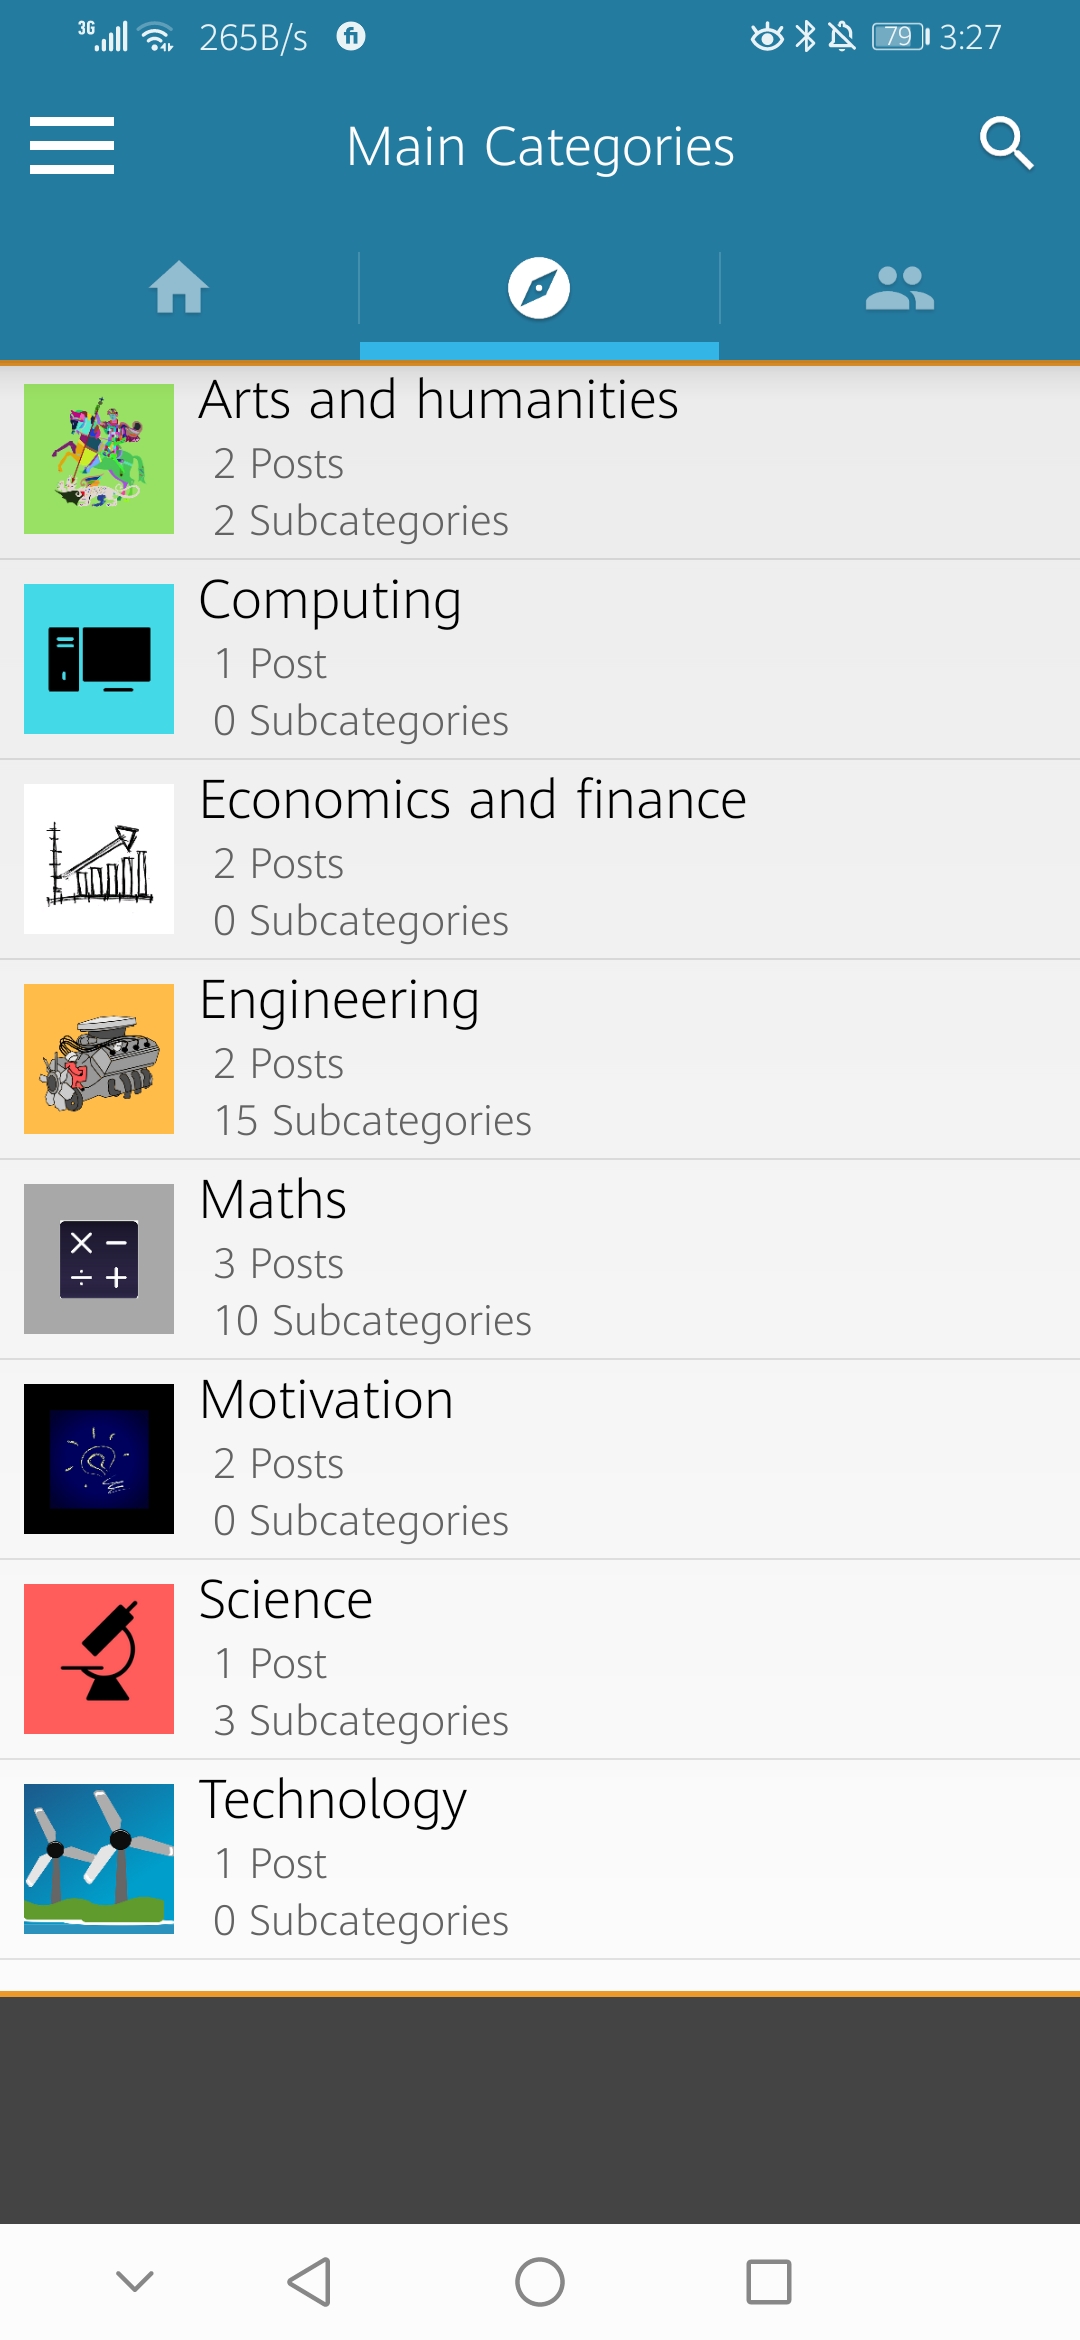 3G 265B/s 79 3:27
Main Categories
Arts and humanities
2 Posts
2 Subcategories
Computing
1 Post
0 Subcategories
Economics and finance
2 Posts
0 Subcategories
Engineering
2 Posts
15 Subcategories
Maths
3 Posts
10 Subcategories
Motivation
2 Posts
0 Subcategories
Science
1 Post
3 Subcategories
Technology
1 Post
0 Subcategories